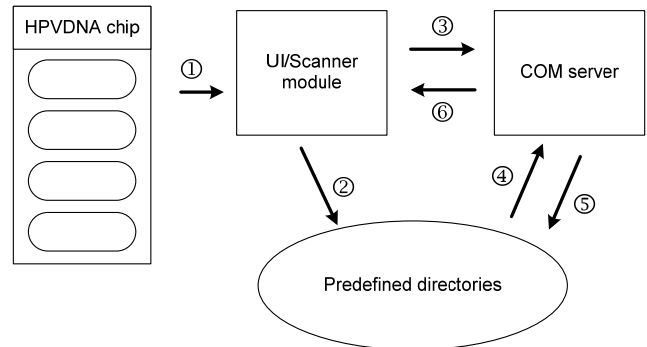 HPVDNA chip
①
UI/Scanner
module
③
⑥
COM server
②
④
⑤
Predefined directories